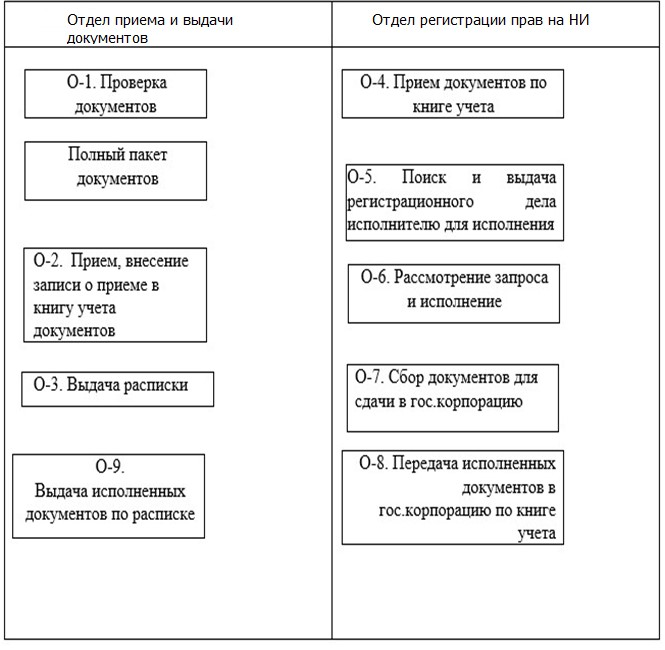 Отдел приема и выдачи
документов
О-1. Проверка
документов
Полный пакет
документов
О-2. Прием, внесение
записи о приеме в
книгу учета
документов
О-3. Выдача расписки
О-9.
Выдача исполненных
документов по расписке
Отдел регистрации прав на НИ
О-4. Прием документов по
книге учета
О-5. Поиск и выдача
регистрационного дела
исполнителю для исполнения
О-6. Рассмотрение запроса
и исполнение
О-7. Сбор документов для
сдачи в гос.корпорацию
О-8. Передача исполненных
документов в
гос.корпорацию по книге
учета